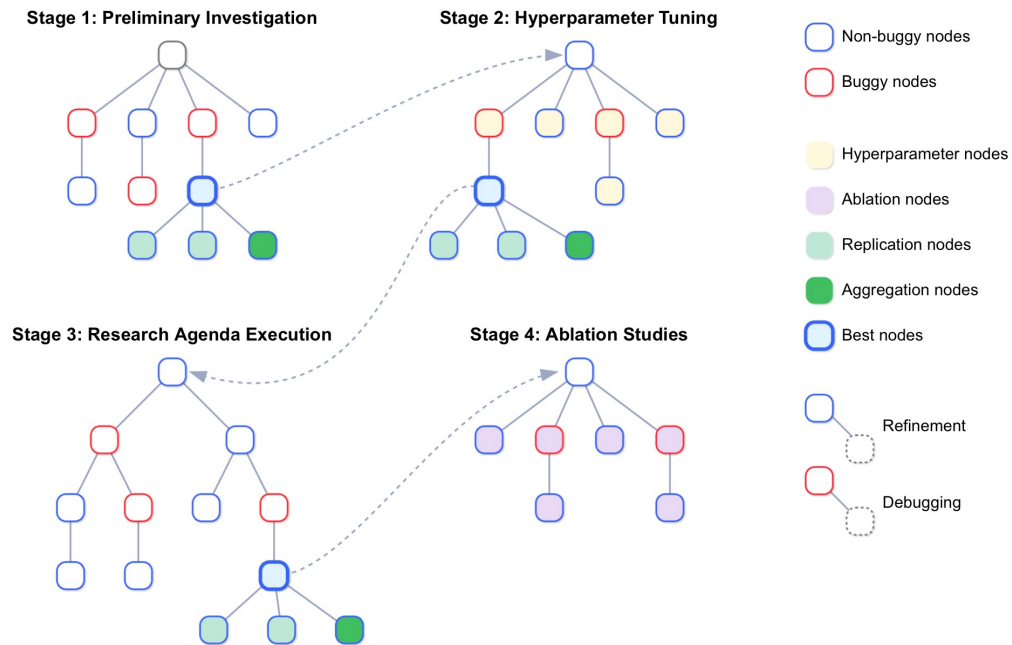 Stage 1: Preliminary Investigation
Stage 2: Hyperparameter Tuning
Non-buggy nodes
Buggy nodes
Hyperparameter nodes
Ablation nodes
Replication nodes
Aggregation nodes
Best nodes
Stage 3: Research Agenda Execution
Stage 4: Ablation Studies
Refinement
Debugging